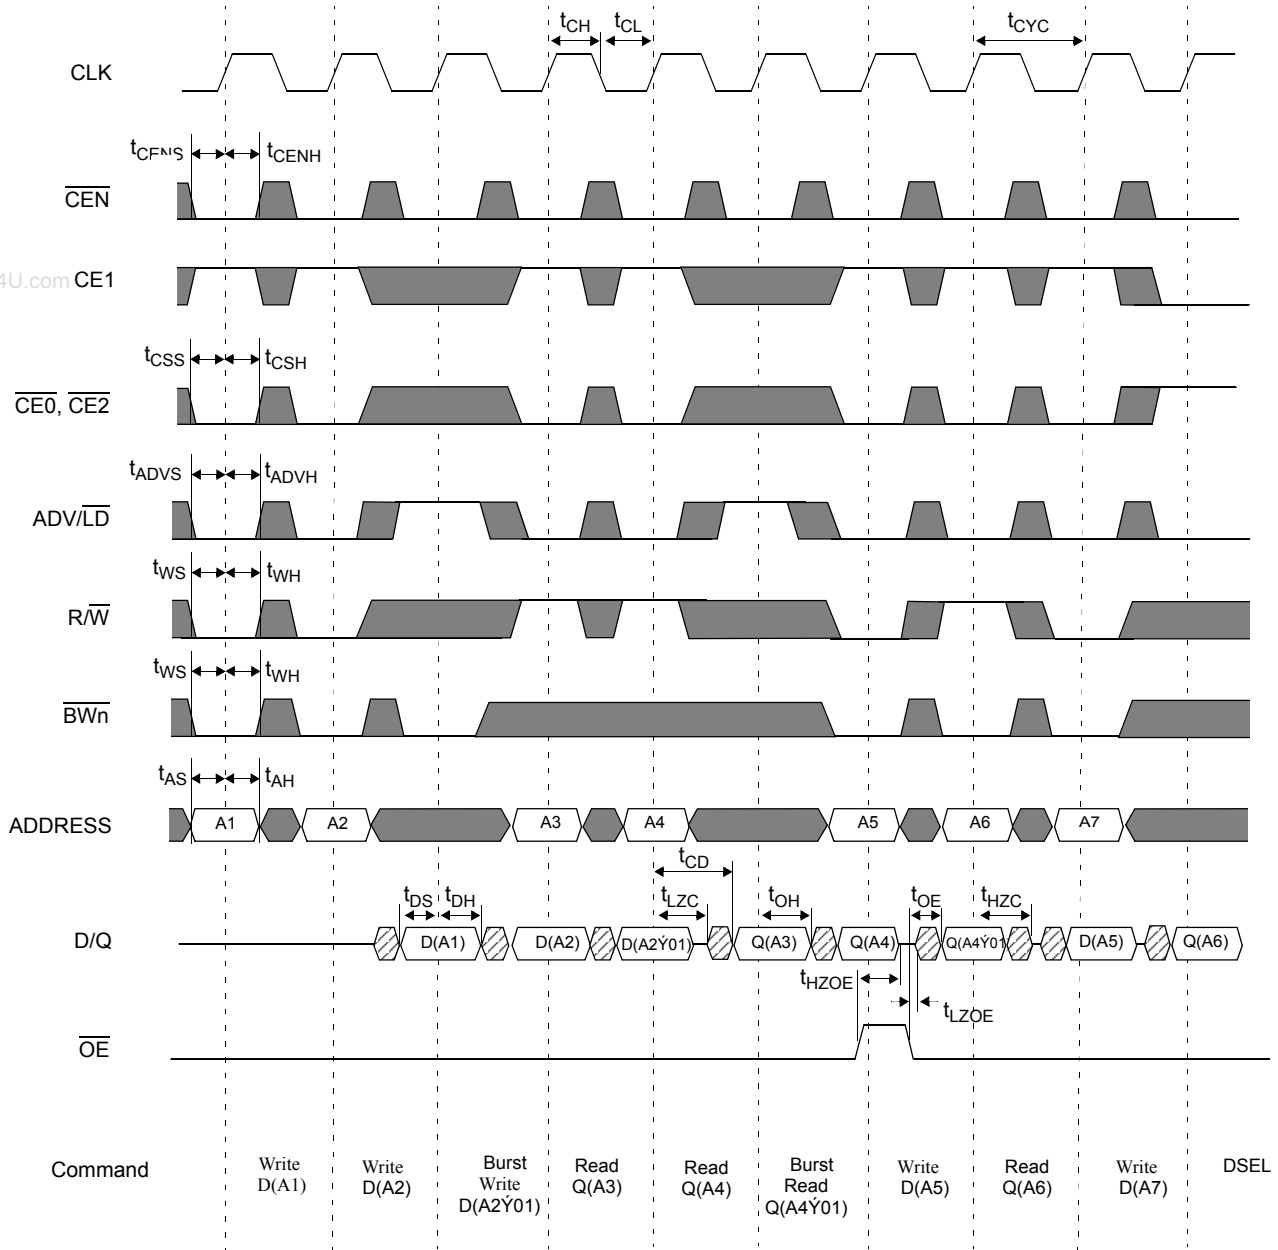 tCH tCL tCYC
CLK
tCENS tCENH
CEN
4U.com CE1
tCSS tCSH
CE0, CE2
tADVS tADVH
ADV/LD
tWS tWH
R/W
tWS tWH
BWn
tAS tAH
ADDRESS A1 A2 A3 A4 A5 A6 A7
tCD
tDS tDH tLZC tOH tOE tHZC
D/Q D(A1) D(A2) D(A2Ý01) Q(A3) Q(A4) Q(A4Ý01 D(A5) Q(A6)
tHZOE
tLZOE
OE
Command
Write
D(A1)
Write
D(A2)
Burst
Write
D(A2Ý01)
Read
Q(A3)
Read
Q(A4)
Burst
Read
Q(A4Ý01)
Write
D(A5)
Read
Q(A6)
Write
D(A7)
DSEL